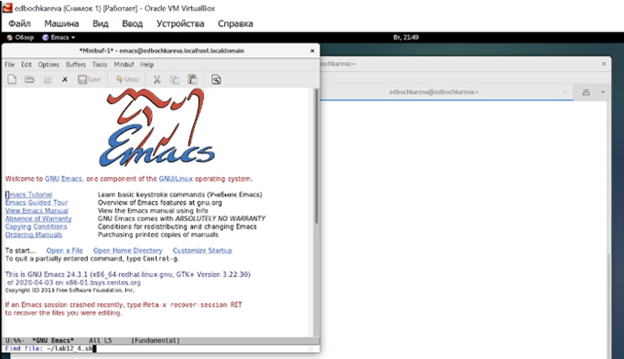 edbochkareva (Снимок 1) [Работает] - Oracle VM VirtualBox
Файл Машина Вид Ввод Устройства Справка
Обзор Emacs Вт, 21:49
*Minibuf-1* - emacs@edbochkareva.localhost.localdomain
File Edit Options Buffers Tools Minibuf Help
Save Undo
edbochkareva@edbochkareva:~
Emacs
Welcome to GNU Emacs, one component of the GNU/Linux operating system.
Emacs Tutorial Learn basic keystroke commands (Учебник Emacs)
Emacs Guided Tour Overview of Emacs features at gnu.org
View Emacs Manual View the Emacs manual using Info
Absence of Warranty GNU Emacs comes with ABSOLUTELY NO WARRANTY
Copying Conditions Conditions for redistributing and changing Emacs
Ordering Manuals Purchasing printed copies of manuals
To start... Open a File Open Home Directory Customize Startup
To quit a partially entered command, type Control-g.
This is GNU Emacs 24.3.1 (x86_64-redhat-linux-gnu, GTK+ Version 3.22.30)
of 2020-04-03 on x86-01.bsys.centos.org
Copyright (C) 2013 Free Software Foundation, Inc.
If an Emacs session crashed recently, type Meta-x recover-session RET
to recover the files you were editing.
U:%%- *GNU Emacs* All L5 (Fundamental)
Find file: ~/lab12_4.sh